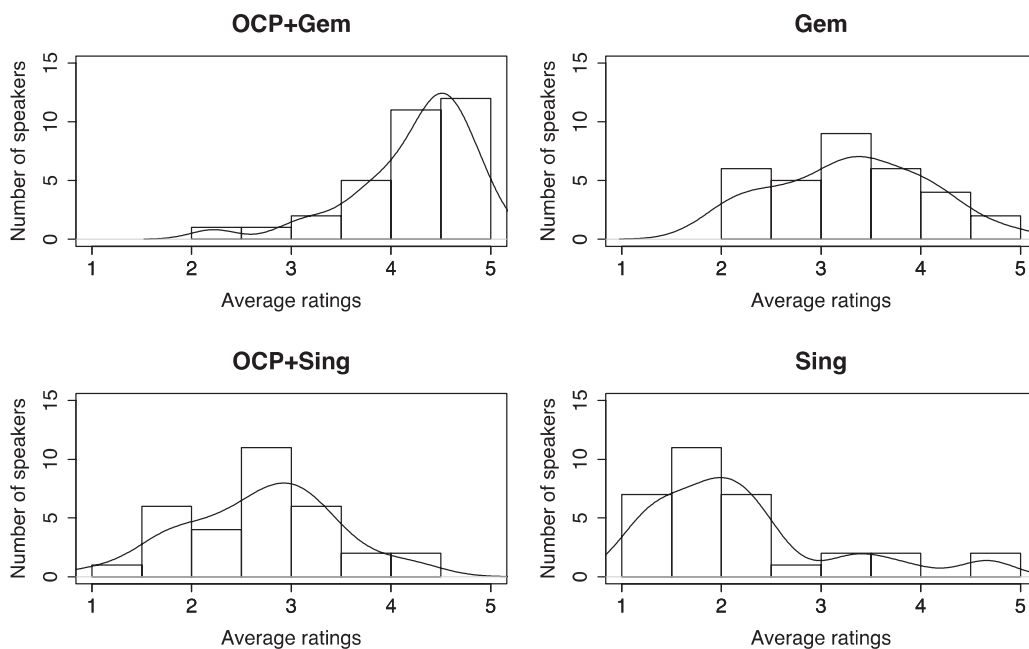 OCP+Gem
Number of speakers
0 5 10 15
1 2 3 4 5
Average ratings
Gem
Number of speakers
0 5 10 15
1 2 3 4 5
Average ratings
OCP+Sing
Number of speakers
0 5 10 15
1 2 3 4 5
Average ratings
Sing
Number of speakers
0 5 10 15
1 2 3 4 5
Average ratings